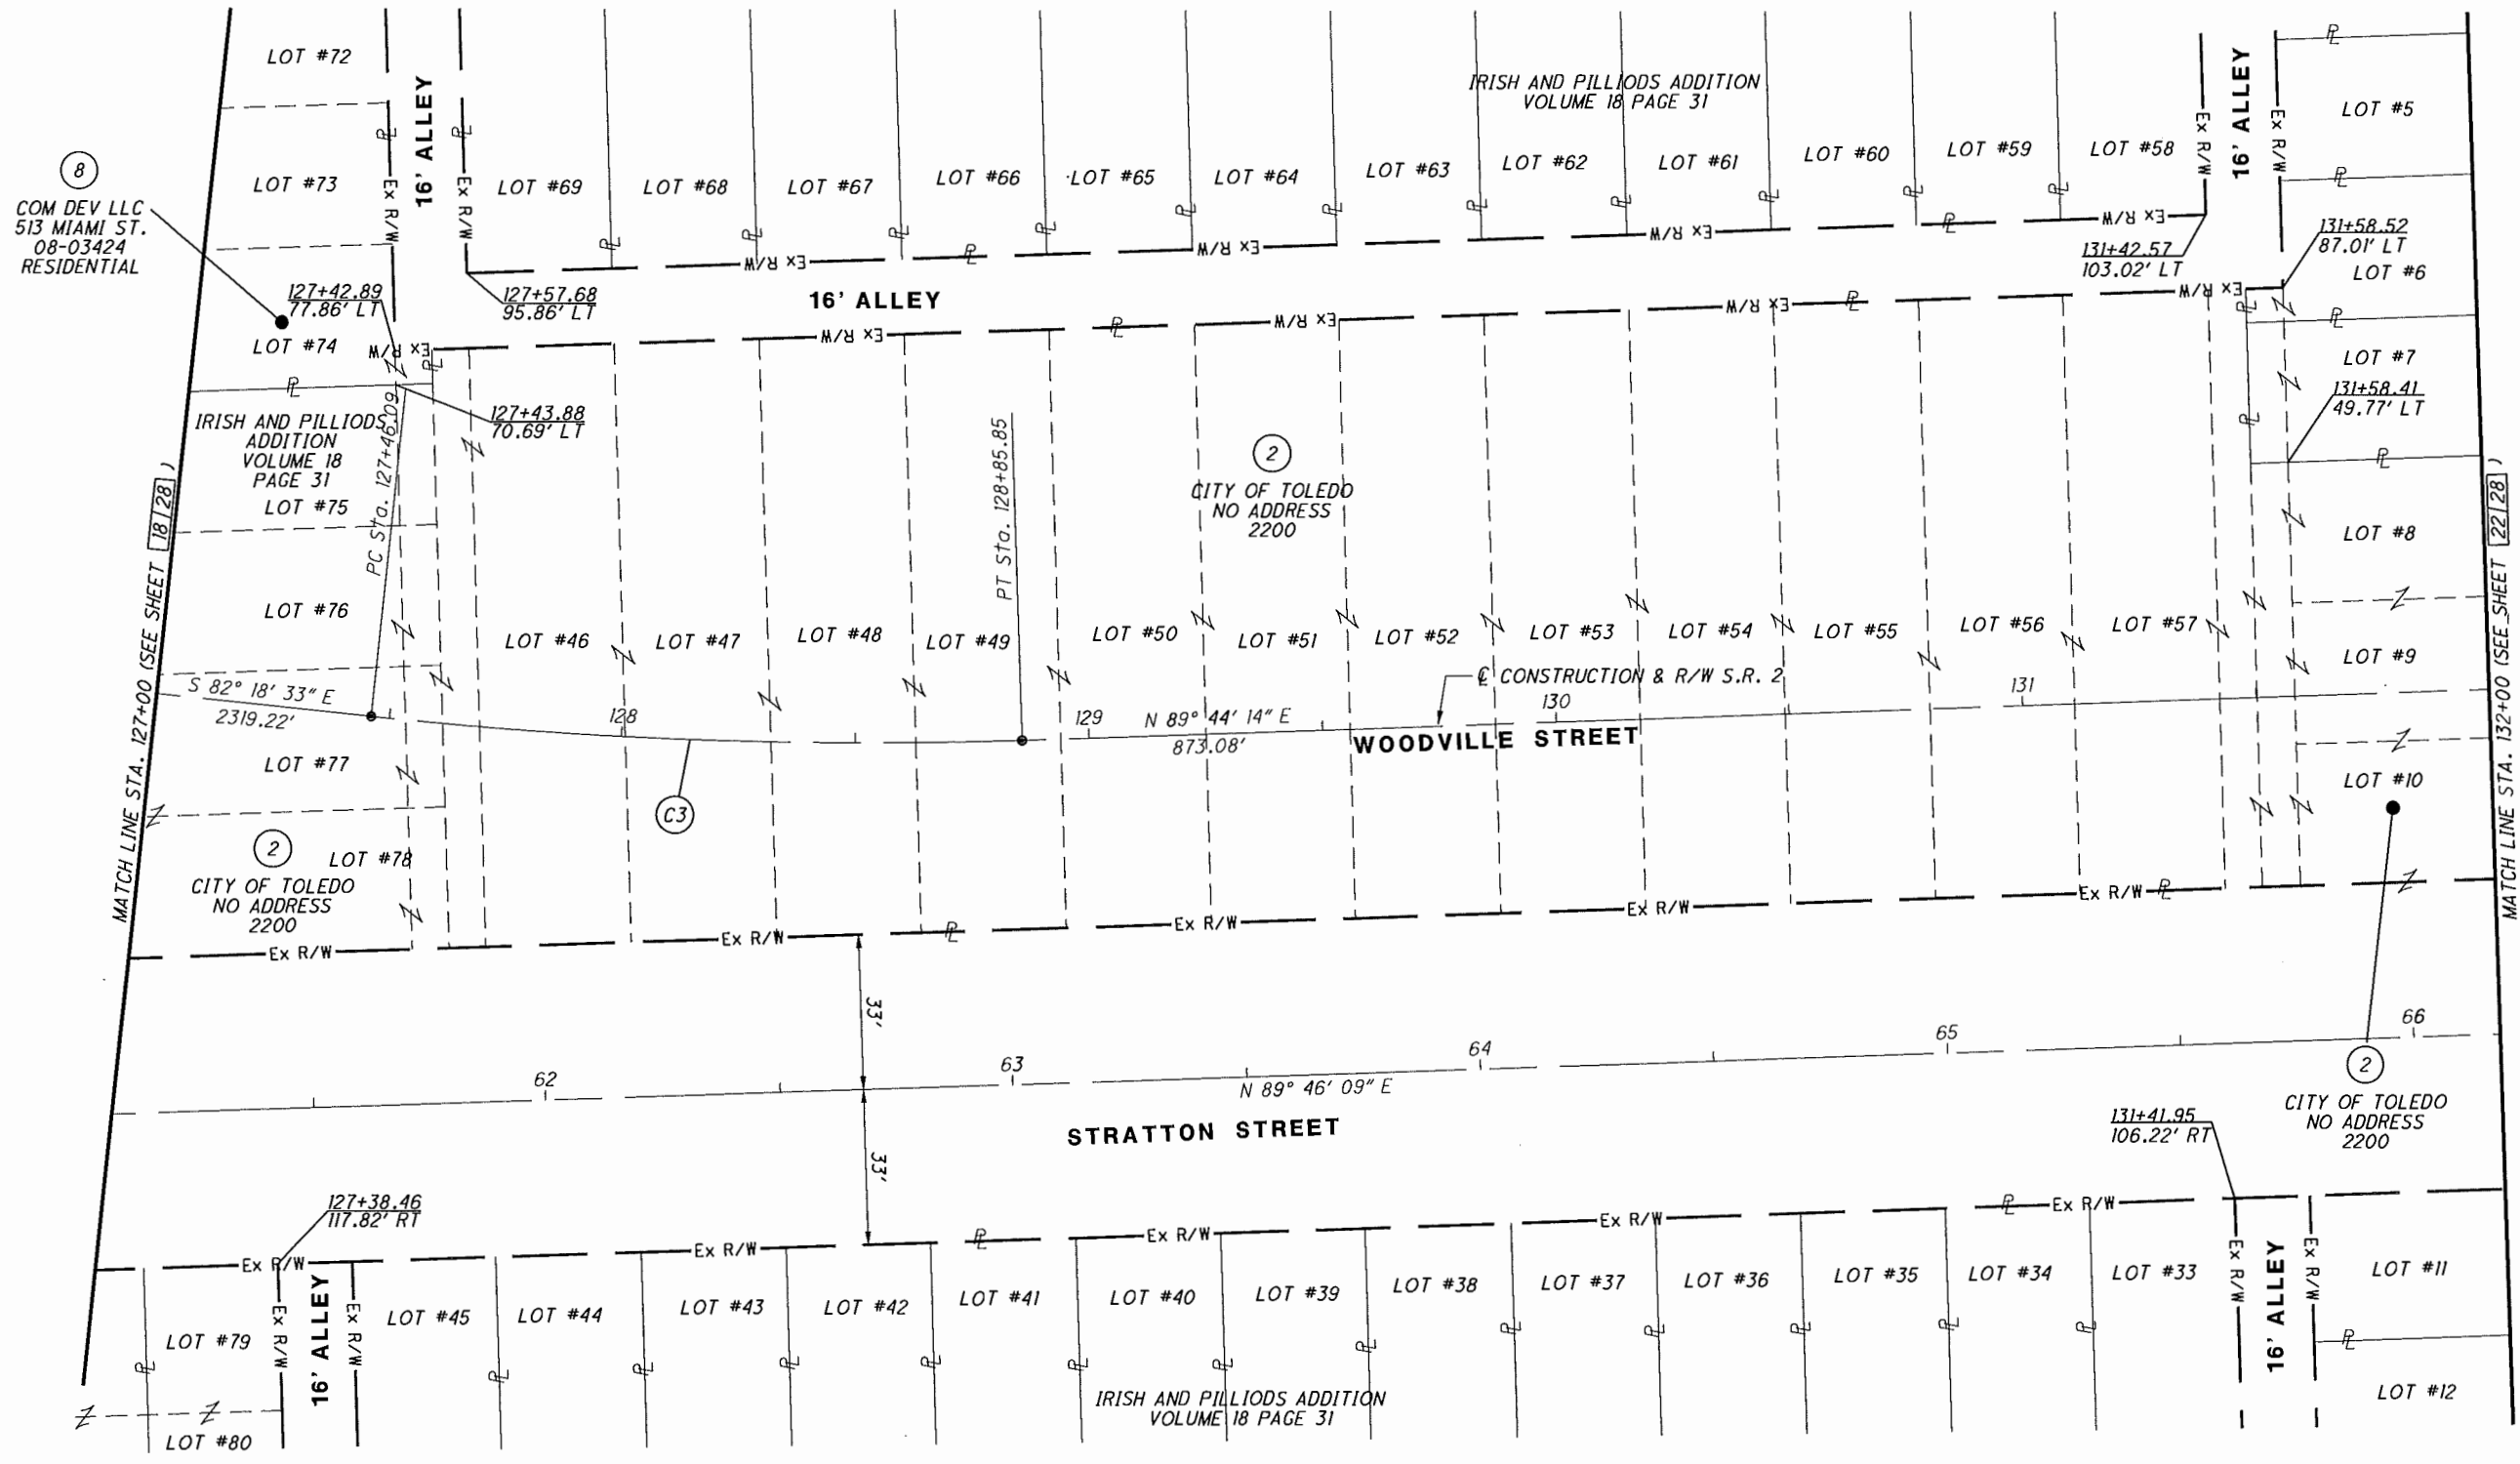 LOT #72
16' ALLEY
IRISH AND PILLIODS ADDITION
VOLUME 18 PAGE 31
16' ALLEY
LOT #5
8
COM DEV LLC
513 MIAMI ST.
08-03424
RESIDENTIAL
LOT #73
Ex R/W
Ex R/W
LOT #69
LOT #68
LOT #67
LOT #66
LOT #65
LOT #64
LOT #63
LOT #62
LOT #61
LOT #60
LOT #59
LOT #58
Ex R/W
Ex R/W
Ex R/W
Ex R/W
Ex R/W
Ex R/W
131+42.57
103.02' LT
131+58.52
87.01' LT
LOT #6
127+42.89
77.86' LT
127+57.68
95.86' LT
16' ALLEY
LOT #74
Ex R/W
Ex R/W
Ex R/W
Ex R/W
Ex R/W
LOT #7
131+58.41
49.77' LT
IRISH AND PILLIODS
ADDITION
VOLUME 18
PAGE 31
127+43.88
70.69' LT
PC Sta. 127+46.09
PT Sta. 128+85.85
2
CITY OF TOLEDO
NO ADDRESS
2200
LOT #75
LOT #8
MATCH LINE STA. 127+00 (SEE SHEET 18 28 )
MATCH LINE STA. 132+00 (SEE SHEET 22 28 )
LOT #76
LOT #46
LOT #47
LOT #48
LOT #49
LOT #50
LOT #51
LOT #52
LOT #53
LOT #54
LOT #55
LOT #56
LOT #57
LOT #9
S 82° 18' 33" E
2319.22'
128
129
N 89° 44' 14" E
873.08'
℄ CONSTRUCTION & R/W S.R. 2
130
131
WOODVILLE STREET
LOT #77
C3
LOT #10
2
LOT #78
CITY OF TOLEDO
NO ADDRESS
2200
Ex R/W
Ex R/W
Ex R/W
Ex R/W
Ex R/W
33'
62
63
64
65
66
N 89° 46' 09" E
2
CITY OF TOLEDO
NO ADDRESS
2200
STRATTON STREET
33'
131+41.95
106.22' RT
127+38.46
117.82' RT
Ex R/W
Ex R/W
Ex R/W
Ex R/W
Ex R/W
LOT #79
Ex R/W
16' ALLEY
Ex R/W
LOT #45
LOT #44
LOT #43
LOT #42
LOT #41
LOT #40
LOT #39
LOT #38
LOT #37
LOT #36
LOT #35
LOT #34
LOT #33
Ex R/W
16' ALLEY
Ex R/W
LOT #11
IRISH AND PILLIODS ADDITION
VOLUME 18 PAGE 31
LOT #12
LOT #80